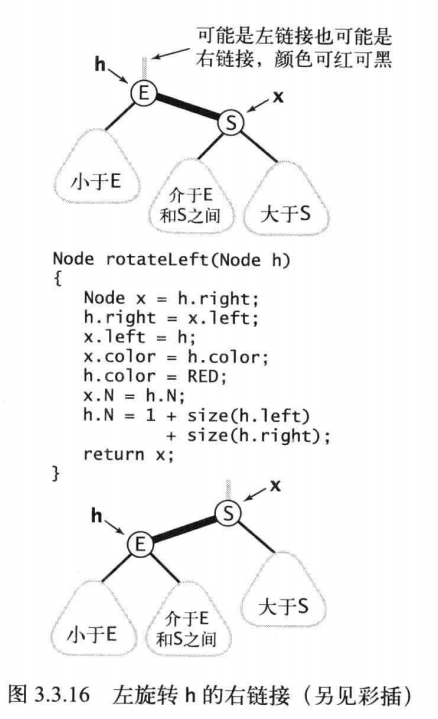 可能是左链接也可能是
右链接，颜色可红可黑
h
E
x
S
小于E
介于E
和S之间
大于S
Node rotateLeft(Node h)
{
Node x = h.right;
h.right = x.left;
x.left = h;
x.color = h.color;
h.color = RED;
x.N = h.N;
h.N = 1 + size(h.left)
+ size(h.right);
return x;
}
x
S
h
E
小于E
介于E
和S之间
大于S
图 3.3.16 左旋转 h 的右链接（另见彩插）